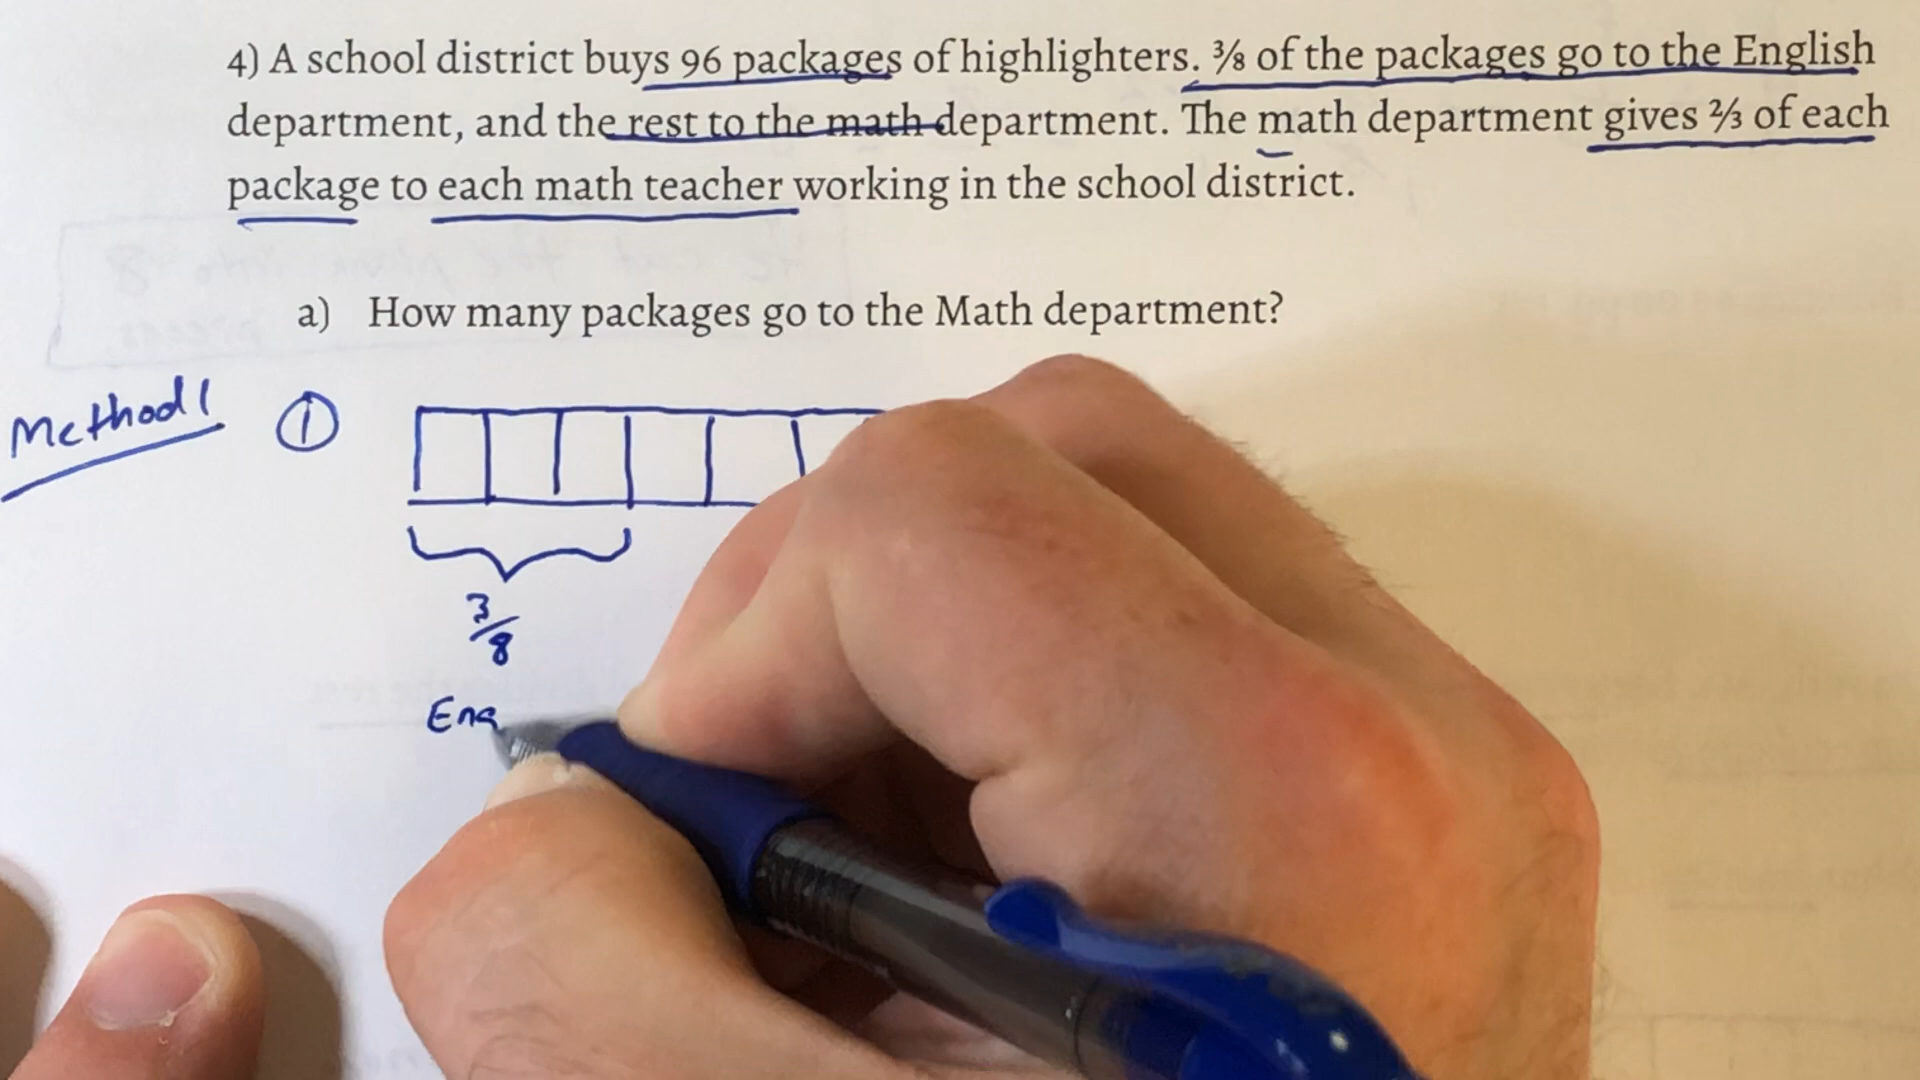 4) A school district buys 96 packages of highlighters. ⅜ of the packages go to the English
department, and the rest to the math department. The math department gives ⅔ of each
package to each math teacher working in the school district.
a) How many packages go to the Math department?
Method 1 ①
3/8
Eng